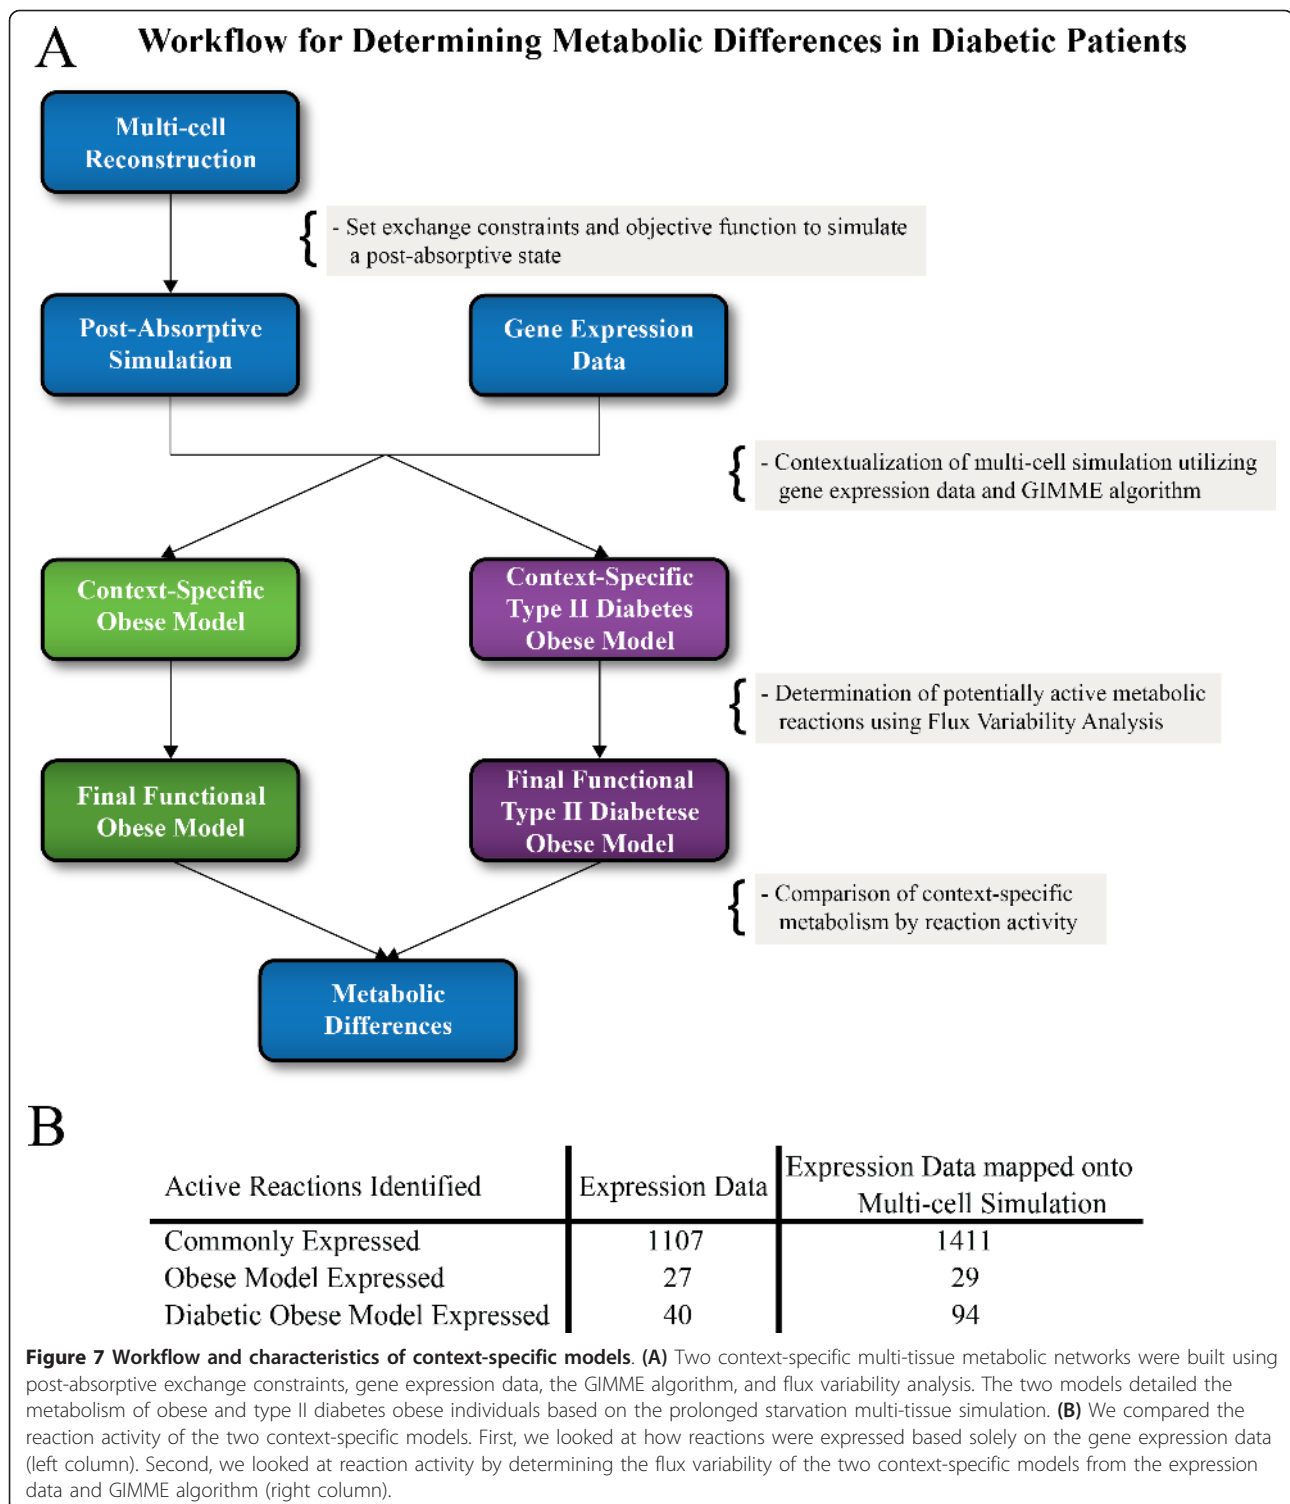 A
Workflow for Determining Metabolic Differences in Diabetic Patients
Multi-cell
Reconstruction
{ - Set exchange constraints and objective function to simulate
a post-absorptive state
Post-Absorptive
Simulation
Gene Expression
Data
{ - Contextualization of multi-cell simulation utilizing
gene expression data and GIMME algorithm
Context-Specific
Obese Model
Context-Specific
Type II Diabetes
Obese Model
{ - Determination of potentially active metabolic
reactions using Flux Variability Analysis
Final Functional
Obese Model
Final Functional
Type II Diabetese
Obese Model
{ - Comparison of context-specific
metabolism by reaction activity
Metabolic
Differences
B
Active Reactions Identified Expression Data Expression Data mapped onto
Multi-cell Simulation
Commonly Expressed 1107 1411
Obese Model Expressed 27 29
Diabetic Obese Model Expressed 40 94
Figure 7 Workflow and characteristics of context-specific models. (A) Two context-specific multi-tissue metabolic networks were built using
post-absorptive exchange constraints, gene expression data, the GIMME algorithm, and flux variability analysis. The two models detailed the
metabolism of obese and type II diabetes obese individuals based on the prolonged starvation multi-tissue simulation. (B) We compared the
reaction activity of the two context-specific models. First, we looked at how reactions were expressed based solely on the gene expression data
(left column). Second, we looked at reaction activity by determining the flux variability of the two context-specific models from the expression
data and GIMME algorithm (right column).